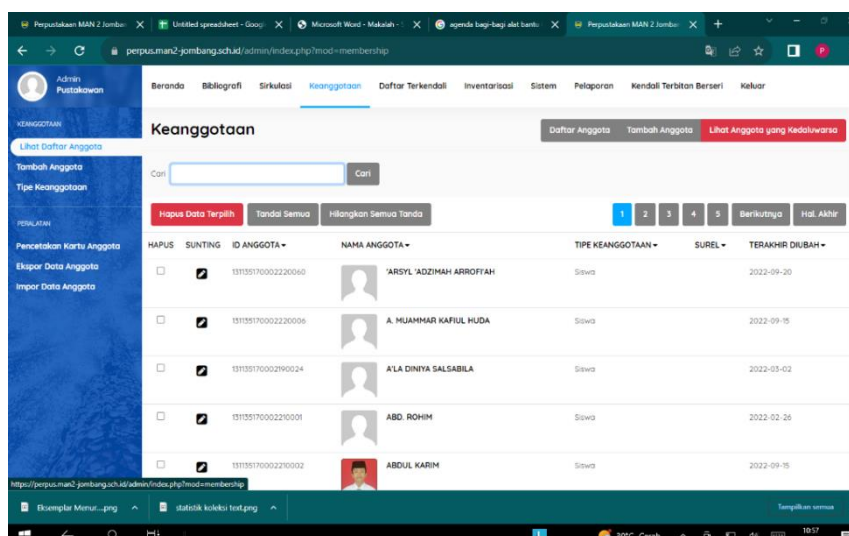 Perpustakaan MAN 2 Jomban
Untitled spreadsheet - Googl
Microsoft Word - Makalah -
agenda bagi-bagi alat bantu
Perpustakaan MAN 2 Jomban
perpus.man2-jombang.sch.id/admin/index.php?mod=membership
P
Admin
Pustakawan
Beranda Bibliografi Sirkulasi Keanggotaan Daftar Terkendali Inventarisasi Sistem Pelaporan Kendali Terbitan Berseri Keluar
KEANGGOTAAN
Lihat Daftar Anggota
Tambah Anggota
Tipe Keanggotaan
PERALATAN
Pencetakan Kartu Anggota
Ekspor Data Anggota
Impor Data Anggota
Keanggotaan
Daftar Anggota Tambah Anggota Lihat Anggota yang Kedaluwarsa
Cari Cari
Hapus Data Terpilih Tandai Semua Hilangkan Semua Tanda 1 2 3 4 5 Berikutnya Hal. Akhir
HAPUS SUNTING ID ANGGOTA NAMA ANGGOTA TIPE KEANGGOTAAN SUREL TERAKHIR DIUBAH
131135170002220060 'ARSYL 'ADZIMAH ARROFI'AH Siswa 2022-09-20
131135170002220006 A. MUAMMAR KAFIUL HUDA Siswa 2022-09-15
131135170002190024 A'LA DINIYA SALSABILA Siswa 2022-03-02
131135170002210001 ABD. ROHIM Siswa 2022-02-26
131135170002210002 ABDUL KARIM Siswa 2022-09-15
https://perpus.man2-jombang.sch.id/admin/index.php?mod=membership
Eksemplar Menur....png
statistik koleksi text.png
Tampilkan semua
30°C Cerah
10:57